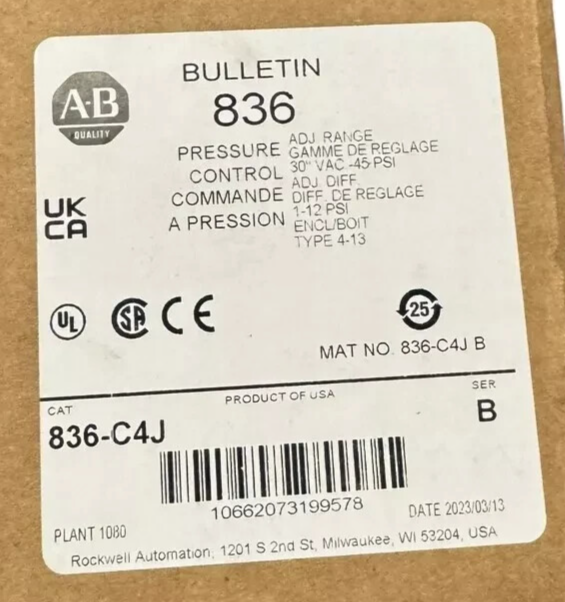 BULLETIN
836
A-B
QUALITY
PRESSURE
CONTROL
COMMANDE
A PRESSION
ADJ RANGE
GAMME DE REGLAGE
30" VAC -45 PSI
ADJ DIFF.
DIFF. DE REGLAGE
1-12 PSI
ENCL/BOIT
TYPE 4-13
UK
CA
UL SA CE 25
MAT NO. 836-C4J B
CAT
PRODUCT OF USA
SER
836-C4J
B
10662073199578
PLANT 1080
DATE 2023/03/13
Rockwell Automation, 1201 S 2nd St, Milwaukee, WI 53204, USA